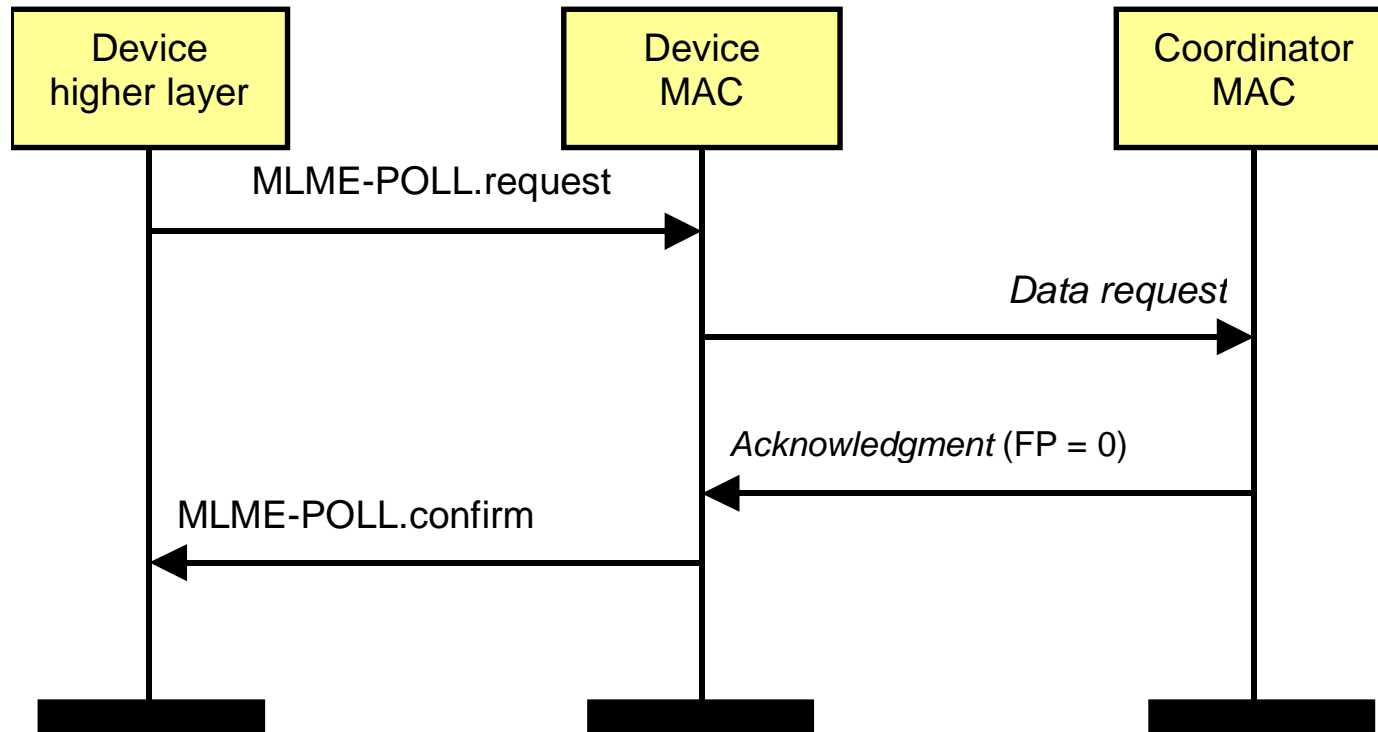 Device
higher layer
Device
MAC
Coordinator
MAC
MLME-POLL.request
Data request
Acknowledgment (FP = 0)
MLME-POLL.confirm